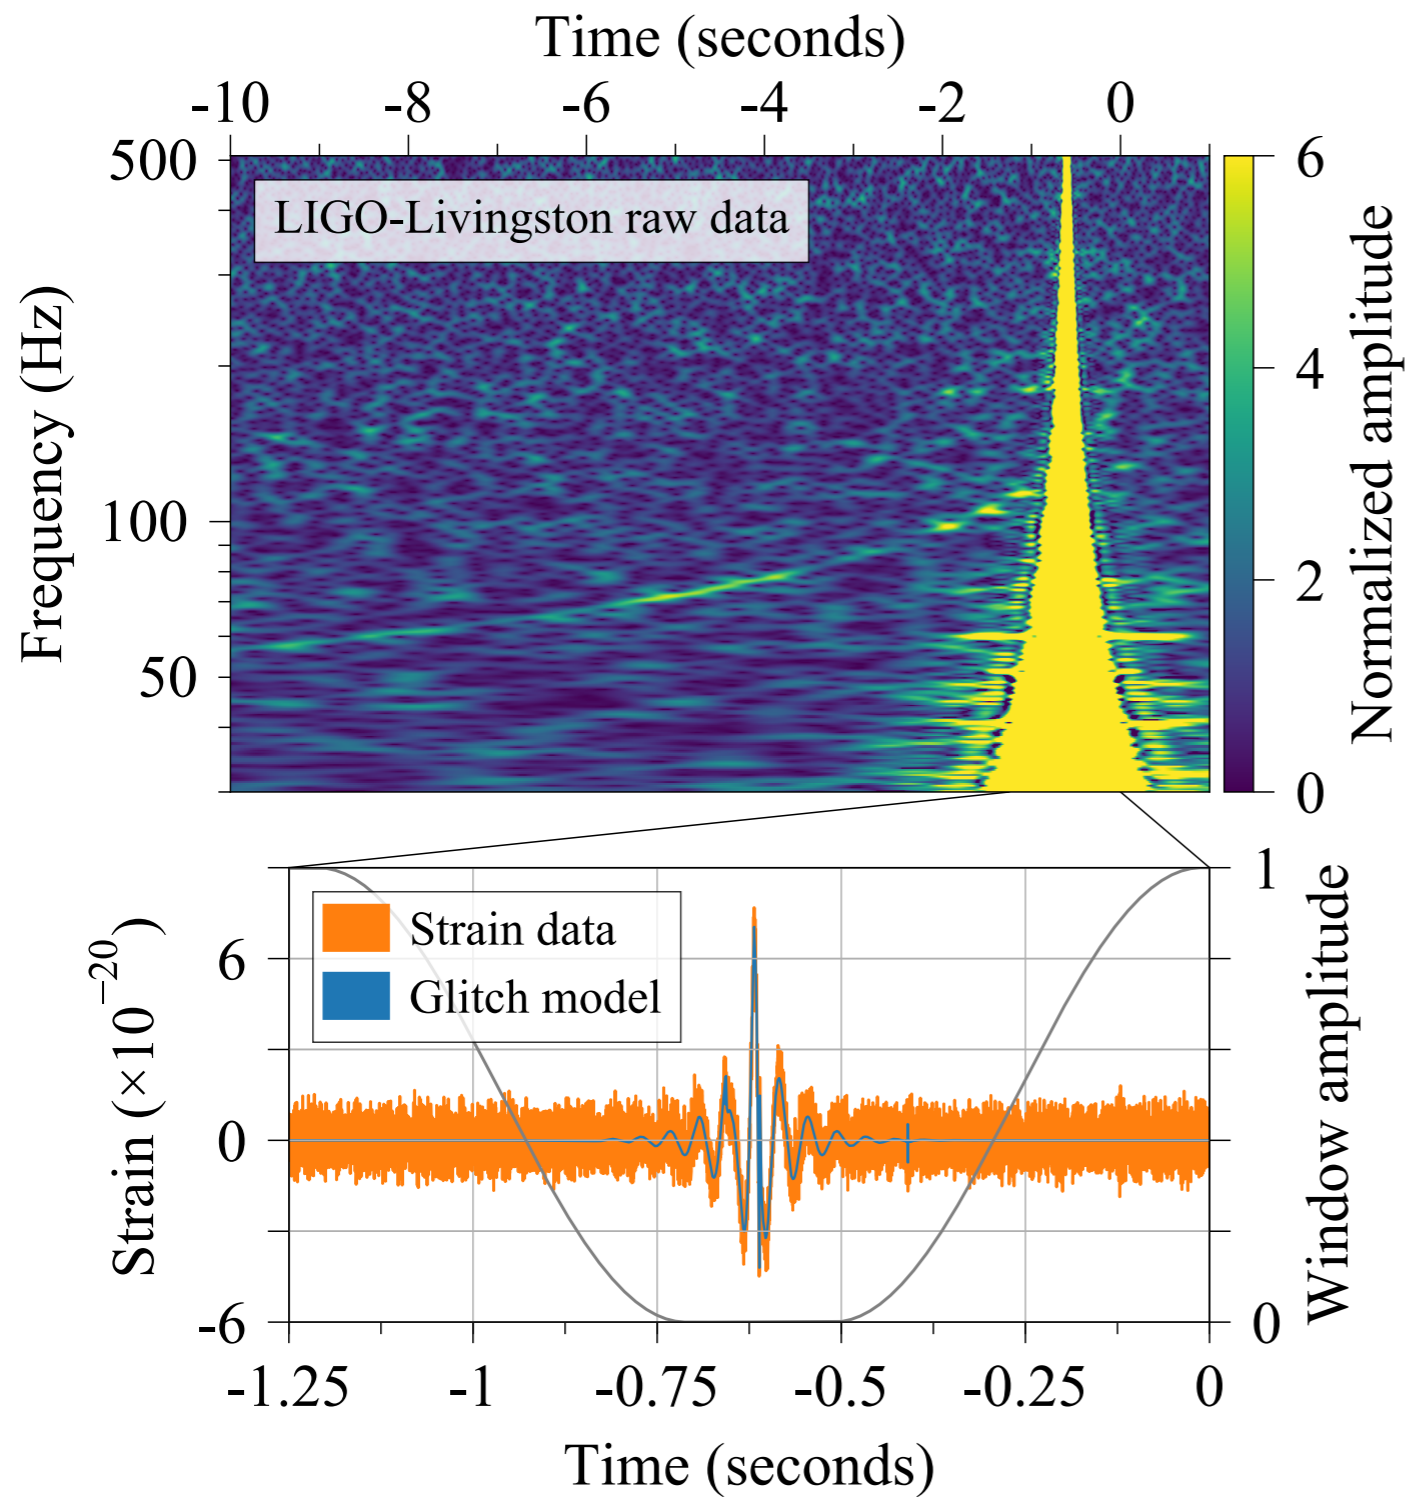 Time (seconds)
-10 -8 -6 -4 -2 0
500
100
50
Frequency (Hz)
LIGO-Livingston raw data
6
4
2
0
Normalized amplitude
Strain data
Glitch model
6
0
-6
Strain (×10⁻²⁰)
1
0
Window amplitude
-1.25 -1 -0.75 -0.5 -0.25 0
Time (seconds)